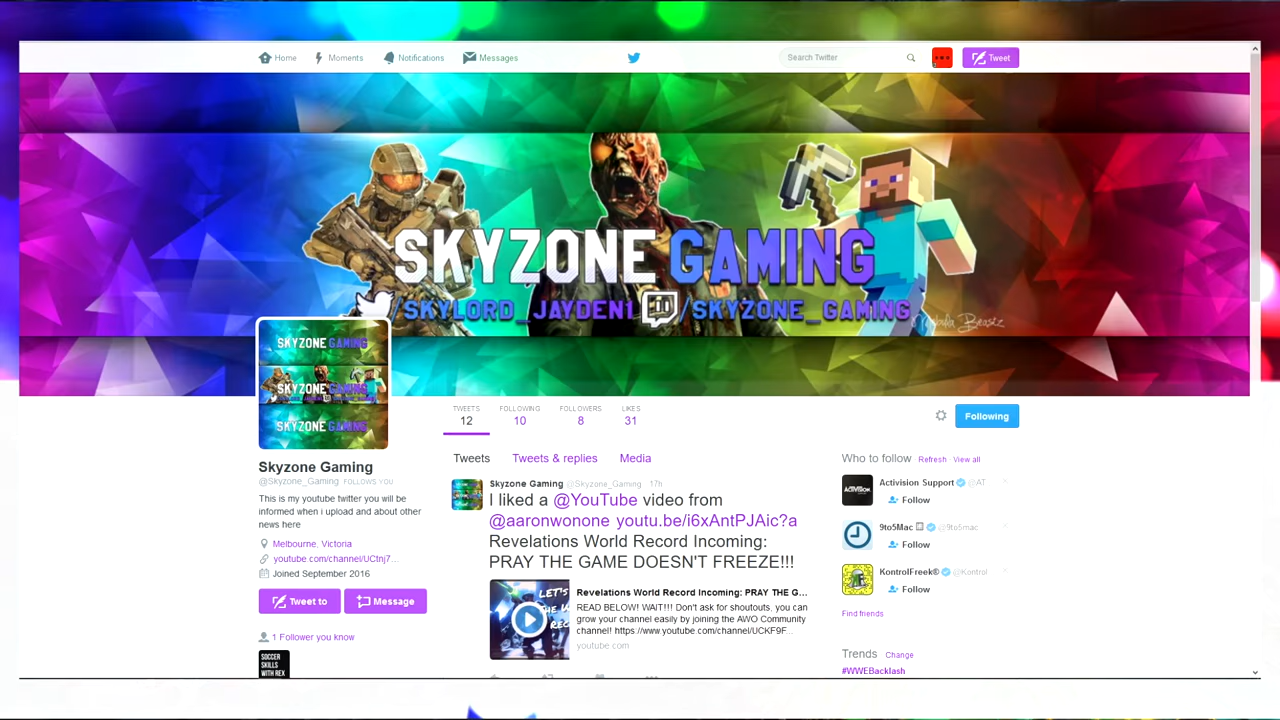 Home Moments Notifications Messages Search Twitter Tweet
SKYZONE GAMING
/SKYLORD_JAYDEN1 /SKYZONE_GAMING
SKYZONE GAMING
SKYZONE GAMING
SKYZONE GAMING
TWEETS FOLLOWING FOLLOWERS LIKES
12 10 8 31
Following
Skyzone Gaming
@Skyzone_Gaming FOLLOWS YOU
This is my youtube twitter you will be
informed when i upload and about other
news here
Melbourne, Victoria
youtube.com/channel/UCtnj7…
Joined September 2016
Tweet to Message
1 Follower you know
SOCCER
SKILLS
WITH REX
Tweets Tweets & replies Media
Skyzone Gaming @Skyzone_Gaming 17h
I liked a @YouTube video from
@aaronwonone youtu.be/i6xAntPJAic?a
Revelations World Record Incoming:
PRAY THE GAME DOESN'T FREEZE!!!
LET'S
Revelations World Record Incoming: PRAY THE G...
READ BELOW! WAIT!!! Don't ask for shoutouts, you can
grow your channel easily by joining the AWO Community
channel! https://www.youtube.com/channel/UCKF9F...
youtube.com
Who to follow Refresh View all
ACTIVISION
Activision Support @AT
Follow
9to5Mac @9to5mac
Follow
KontrolFreek® @Kontrol
Follow
Find friends
Trends Change
#WWEBacklash